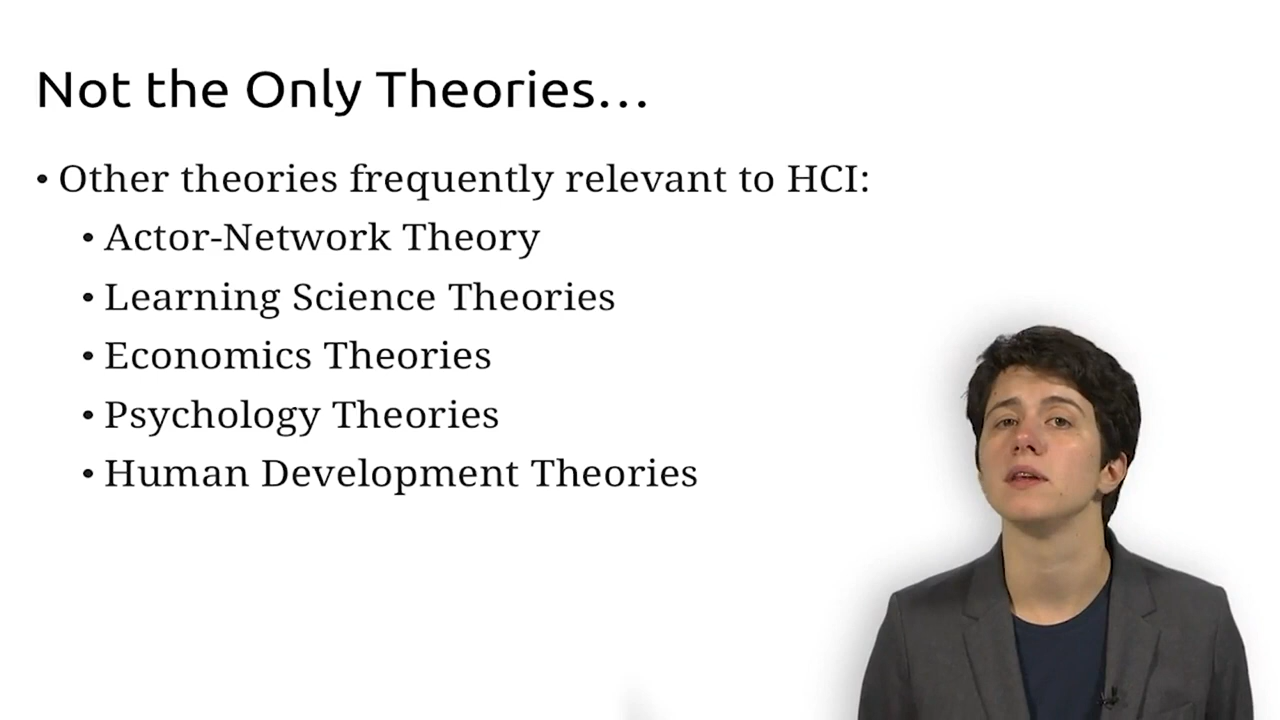 Not the Only Theories…
• Other theories frequently relevant to HCI:
• Actor-Network Theory
• Learning Science Theories
• Economics Theories
• Psychology Theories
• Human Development Theories